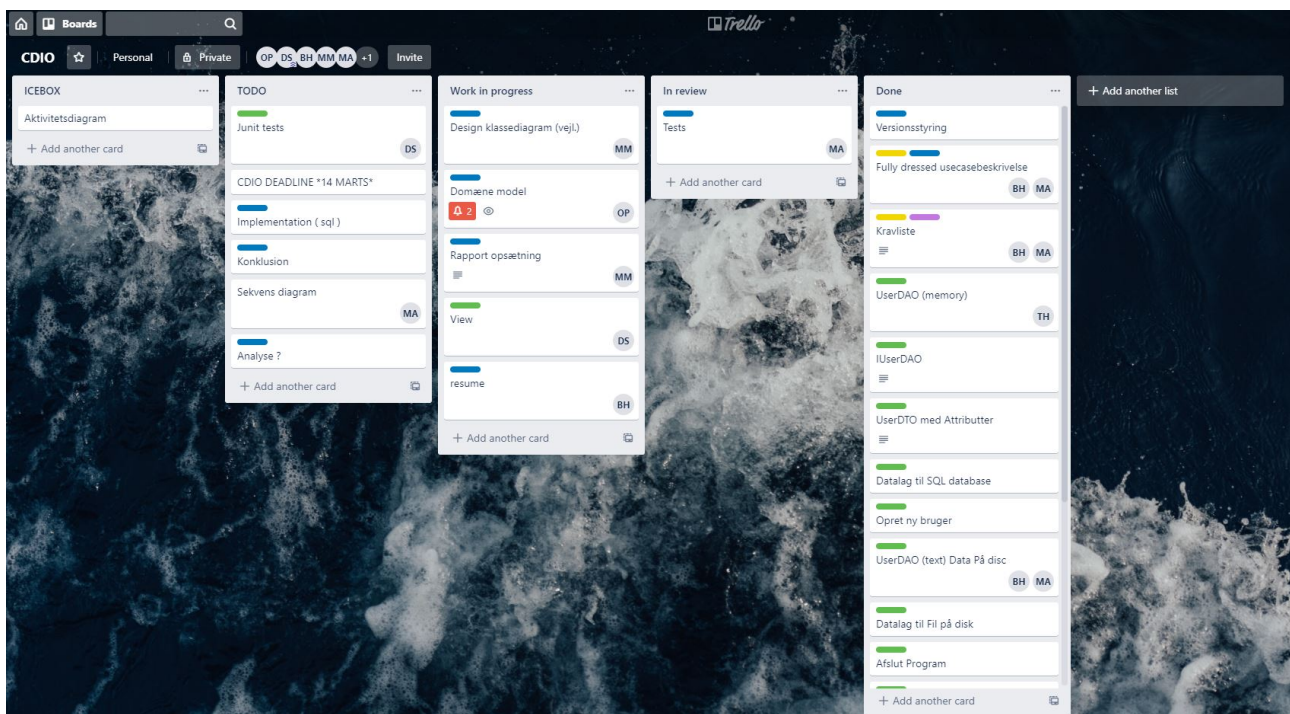 Boards
Trello
CDIO
Personal
Private
OP DS BH MM MA +1
Invite
ICEBOX
Aktivitetsdiagram
+ Add another card
TODO
Junit tests
DS
CDIO DEADLINE *14 MARTS*
Implementation ( sql )
Konklusion
Sekvens diagram
MA
Analyse ?
+ Add another card
Work in progress
Design klassediagram (vejl.)
MM
Domæne model
2
OP
Rapport opsætning
MM
View
DS
resume
BH
+ Add another card
In review
Tests
MA
+ Add another card
Done
Versionsstyring
Fully dressed usecasebeskrivelse
BH MA
Kravliste
BH MA
UserDAO (memory)
TH
IUserDAO
UserDTO med Attributter
Datalag til SQL database
Opret ny bruger
UserDAO (text) Data På disc
BH MA
Datalag til Fil på disk
Afslut Program
+ Add another card
+ Add another list